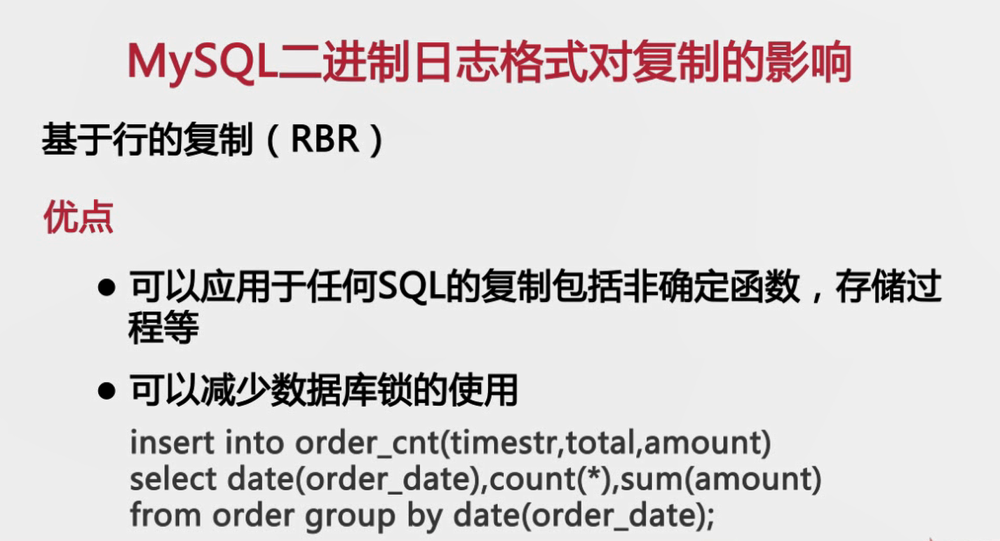 MySQL二进制日志格式对复制的影响
基于行的复制（RBR）
优点
● 可以应用于任何SQL的复制包括非确定函数，存储过
程等
● 可以减少数据库锁的使用
insert into order_cnt(timestr,total,amount)
select date(order_date),count(*),sum(amount)
from order group by date(order_date);